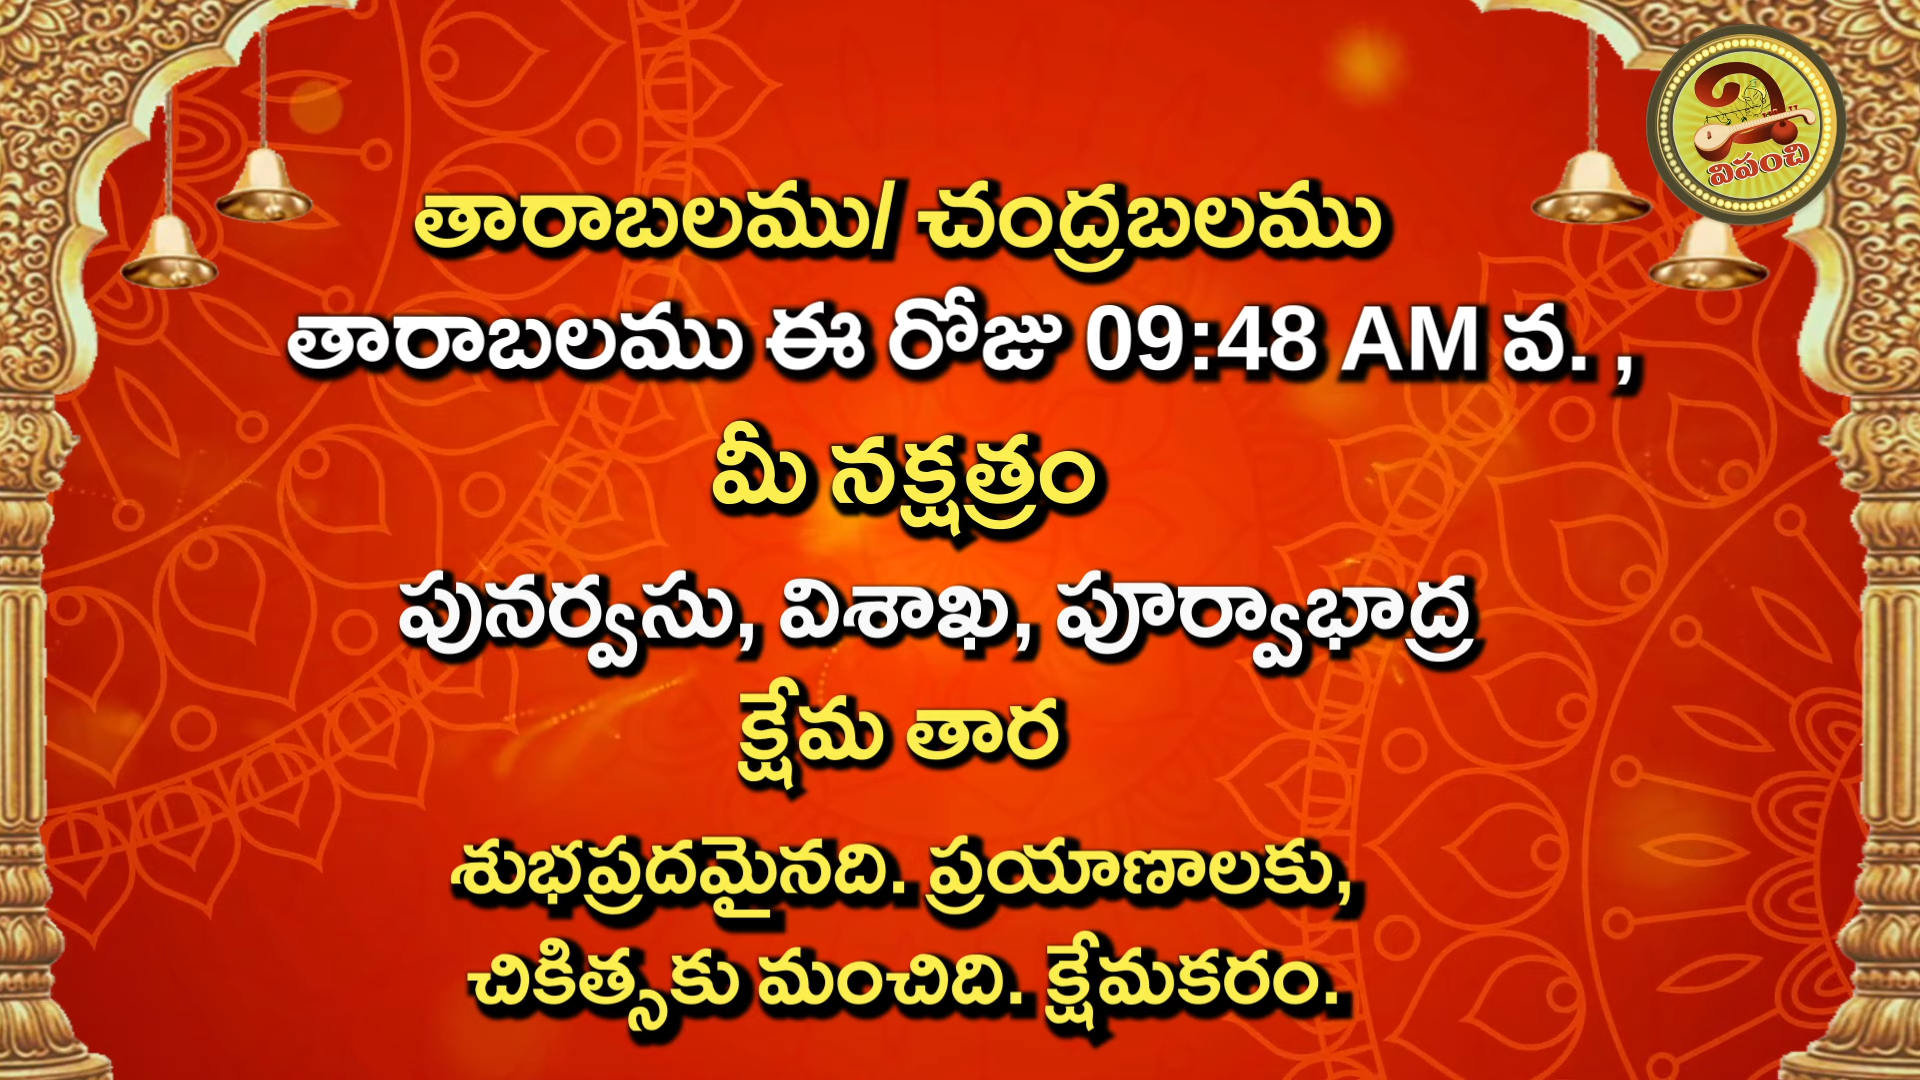 విపంచి
తారాబలము/ చంద్రబలము
తారాబలము ఈ రోజు 09:48 AM వ. ,
మీ నక్షత్రం
పునర్వసు, విశాఖ, పూర్వాభాద్ర
క్షేమ తార
శుభప్రదమైనది. ప్రయాణాలకు,
చికిత్సకు మంచిది. క్షేమకరం.